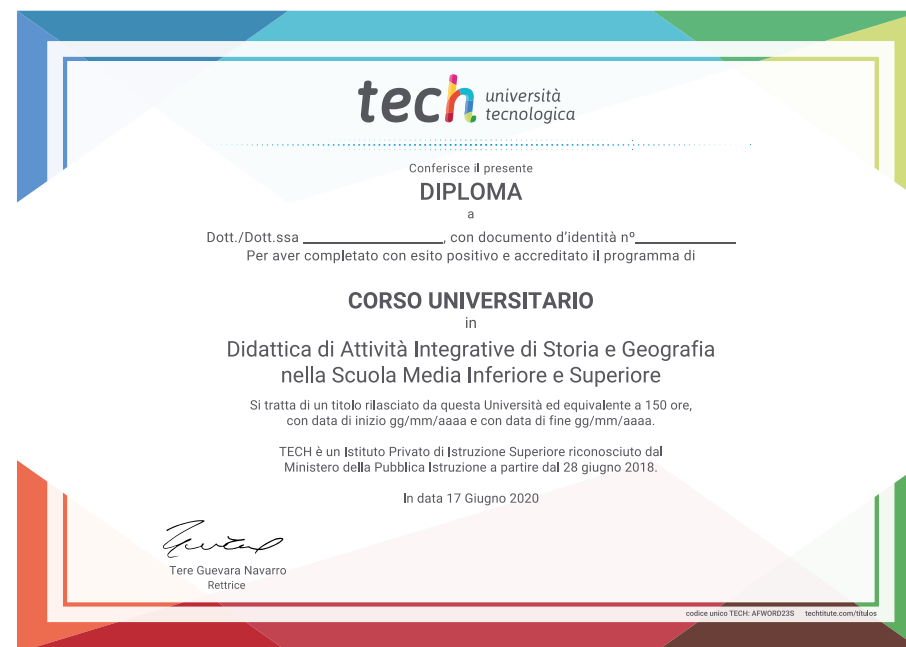 tech università
tecnologica
Conferisce il presente
DIPLOMA
a
Dott./Dott.ssa ____________________, con documento d'identità nº______________
Per aver completato con esito positivo e accreditato il programma di
CORSO UNIVERSITARIO
in
Didattica di Attività Integrative di Storia e Geografia
nella Scuola Media Inferiore e Superiore
Si tratta di un titolo rilasciato da questa Università ed equivalente a 150 ore,
con data di inizio gg/mm/aaaa e con data di fine gg/mm/aaaa.
TECH è un Istituto Privato di Istruzione Superiore riconosciuto dal
Ministero della Pubblica Istruzione a partire dal 28 giugno 2018.
In data 17 Giugno 2020
Tere Guevara Navarro
Rettrice
codice unico TECH: AFWORD23S techtitute.com/titulos